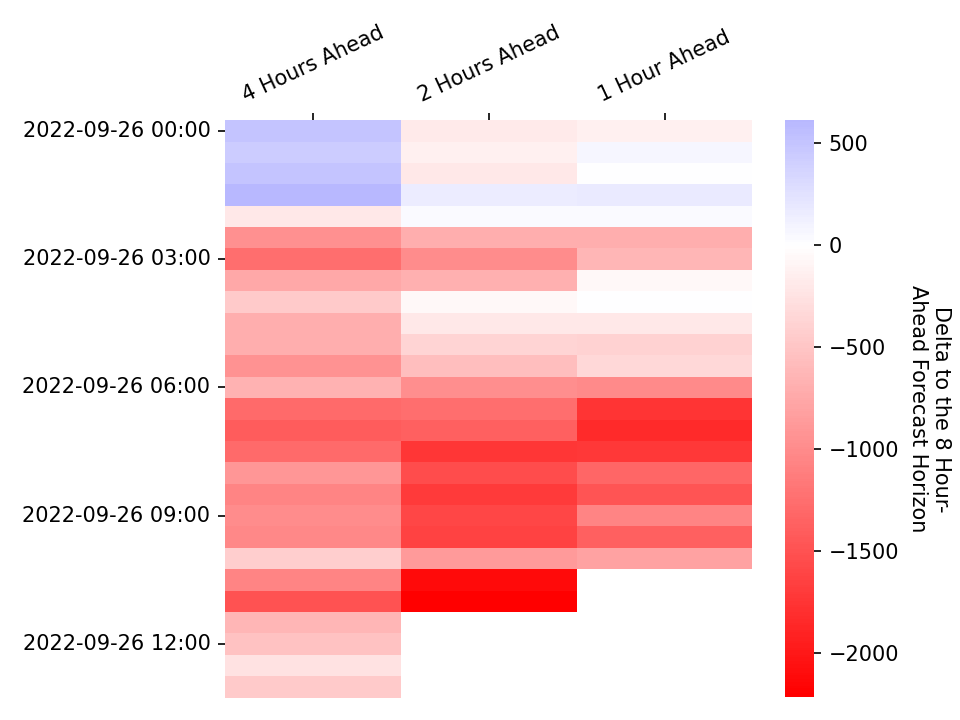 4 Hours Ahead
2 Hours Ahead
1 Hour Ahead
2022-09-26 00:00
2022-09-26 03:00
2022-09-26 06:00
2022-09-26 09:00
2022-09-26 12:00
500
0
−500
−1000
−1500
−2000
Delta to the 8 Hour-
Ahead Forecast Horizon